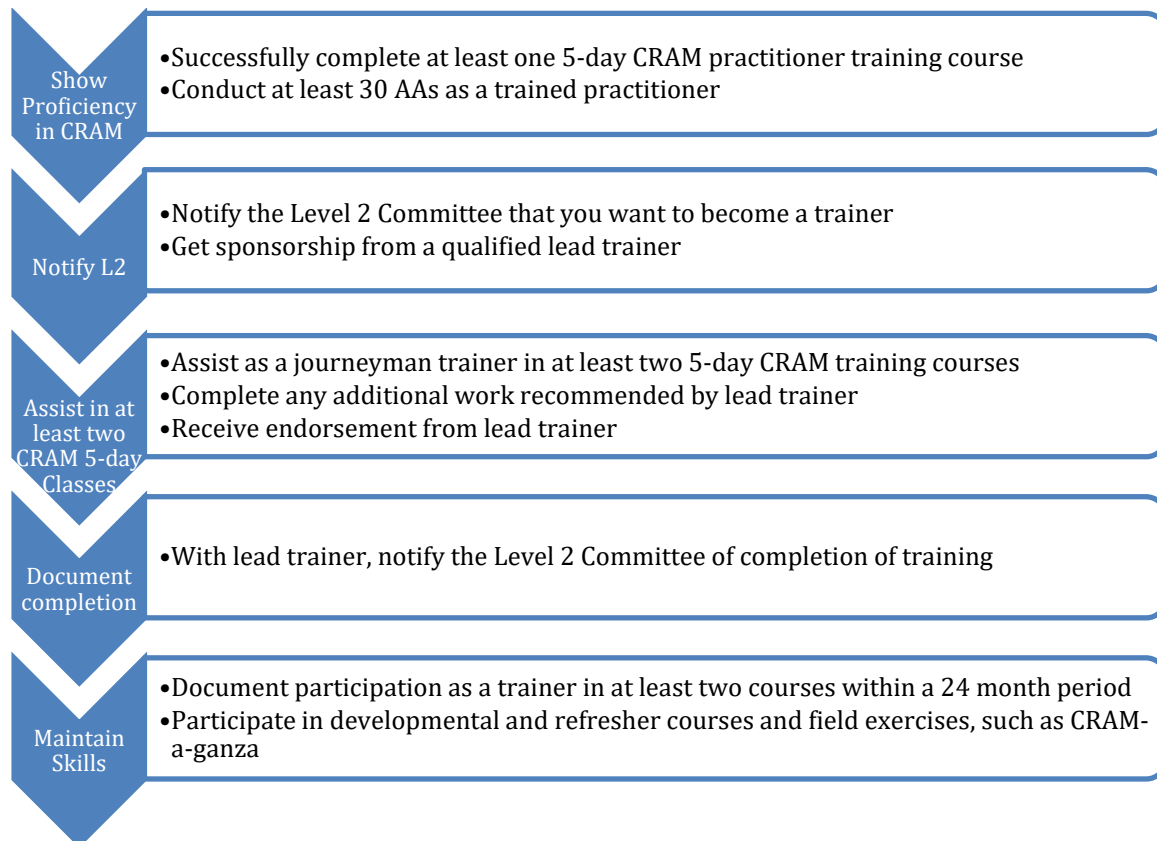 Show
Proficiency
in CRAM
•Successfully complete at least one 5-day CRAM practitioner training course
•Conduct at least 30 AAs as a trained practitioner
Notify L2
•Notify the Level 2 Committee that you want to become a trainer
•Get sponsorship from a qualified lead trainer
Assist in at
least two
CRAM 5-day
Classes
•Assist as a journeyman trainer in at least two 5-day CRAM training courses
•Complete any additional work recommended by lead trainer
•Receive endorsement from lead trainer
Document
completion
•With lead trainer, notify the Level 2 Committee of completion of training
Maintain
Skills
•Document participation as a trainer in at least two courses within a 24 month period
•Participate in developmental and refresher courses and field exercises, such as CRAM-
a-ganza